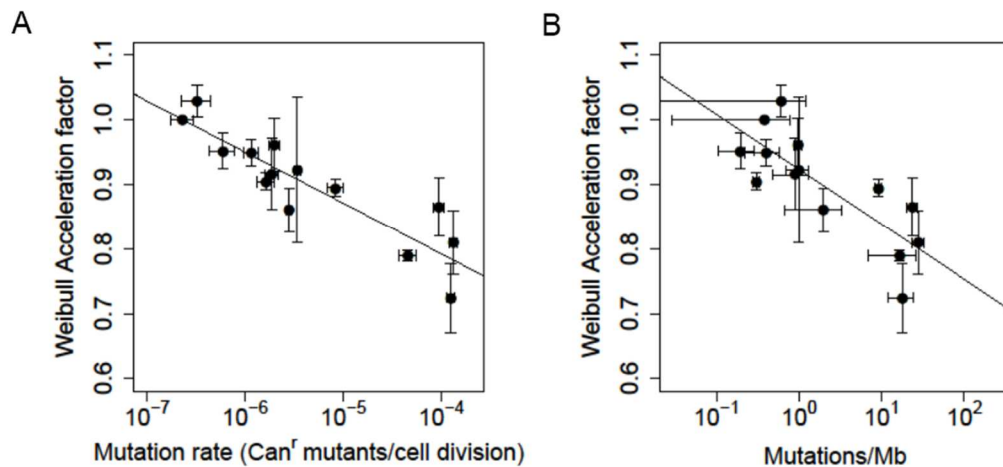 A
Weibull Acceleration factor
1.1
1.0
0.9
0.8
0.7
0.6
10⁻⁷ 10⁻⁶ 10⁻⁵ 10⁻⁴
Mutation rate (Canʳ mutants/cell division)
B
Weibull Acceleration factor
1.1
1.0
0.9
0.8
0.7
0.6
10⁻¹ 10⁰ 10¹ 10²
Mutations/Mb